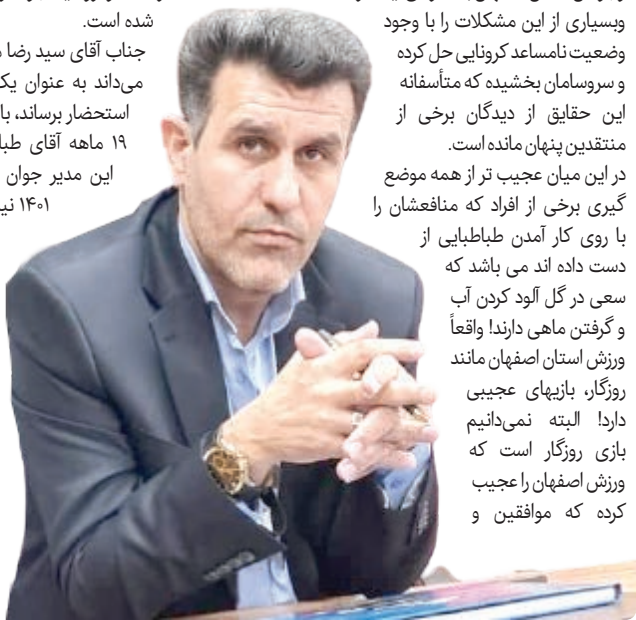 وبسیاری از این مشکلات را با وجود
وضعیت نامساعد کرونایی حل کرده
و سروسامان بخشیده که متأسفانه
این حقایق از دیدگان برخی از
منتقدین پنهان مانده است.
در این میان عجیب تر از همه موضع
گیری برخی از افراد که منافعشان را
با روی کار آمدن طباطبایی از
دست داده اند می باشد که
سعی در گل آلود کردن آب
و گرفتن ماهی دارند! واقعاً
ورزش استان اصفهان مانند
روزگار، بازیهای عجیبی
دارد! البته نمی‌دانیم
بازی روزگار است که
ورزش اصفهان را عجیب
کرده که موافقین و
شده است.
جناب آقای سید رضا
می‌داند به عنوان یک
استحضار برساند، با
۱۹ ماهه آقای
این مدیر جوان
۱۴۰۱